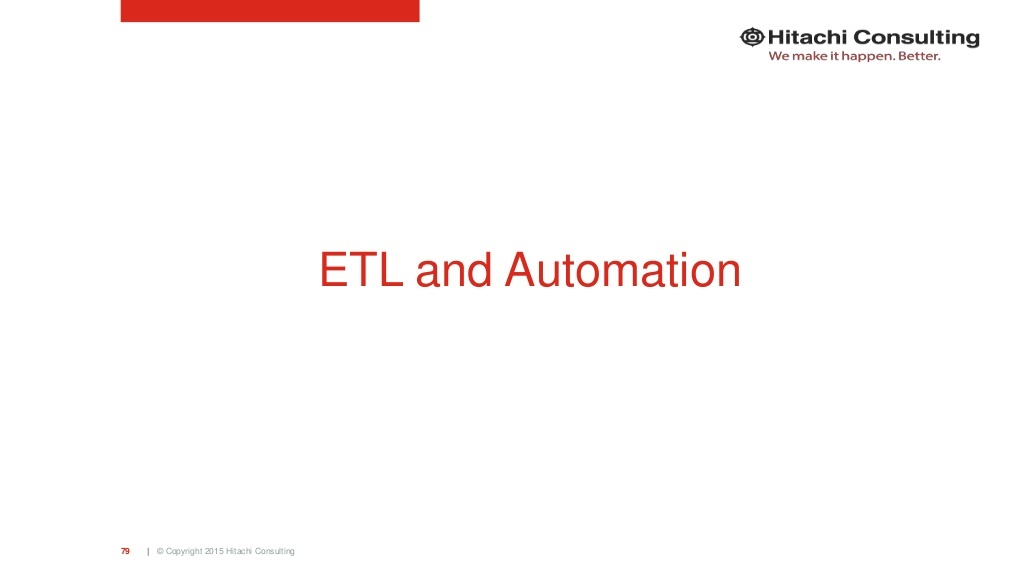 Hitachi Consulting
We make it happen. Better.
ETL and Automation
79 | © Copyright 2015 Hitachi Consulting